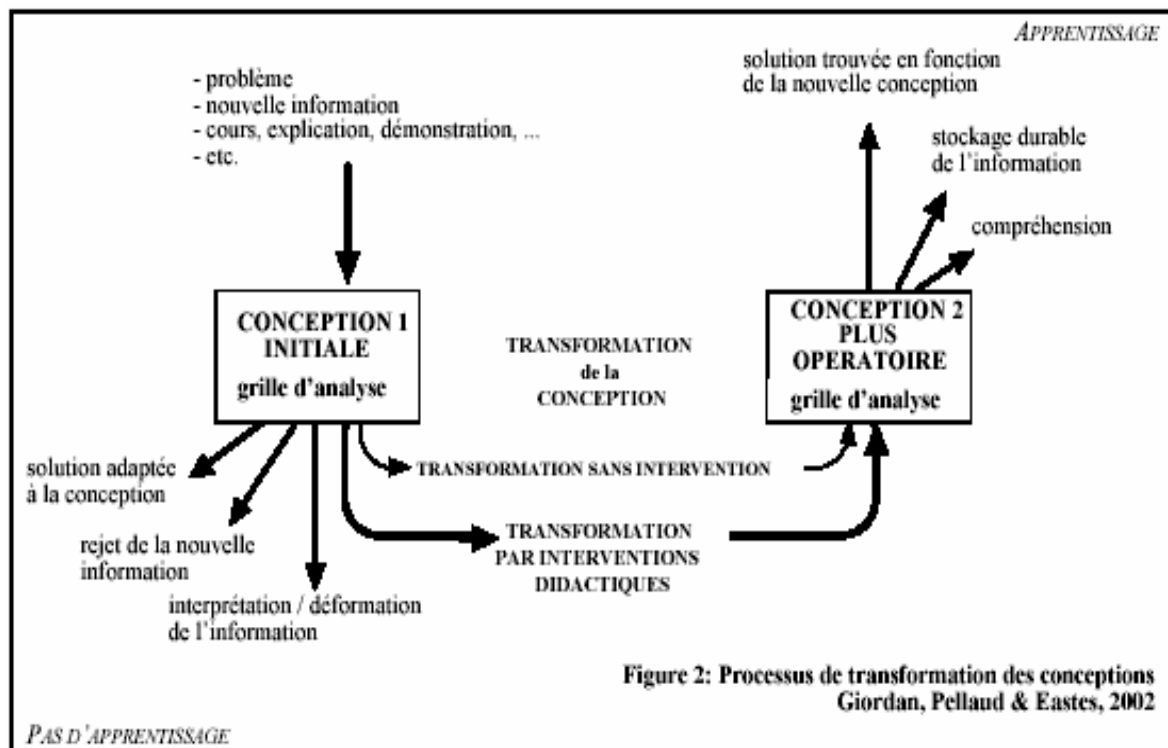 APPRENTISSAGE
- problème
- nouvelle information
- cours, explication, démonstration, ...
- etc.
solution trouvée en fonction
de la nouvelle conception
stockage durable
de l'information
compréhension
CONCEPTION 1
INITIALE
grille d'analyse
TRANSFORMATION
de la
CONCEPTION
CONCEPTION 2
PLUS
OPERATOIRE
grille d'analyse
solution adaptée
à la conception
rejet de la nouvelle
information
interprétation / déformation
de l'information
TRANSFORMATION SANS INTERVENTION
TRANSFORMATION
PAR INTERVENTIONS
DIDACTIQUES
Figure 2: Processus de transformation des conceptions
Giordan, Pellaud & Eastes, 2002
PAS D'APPRENTISSAGE